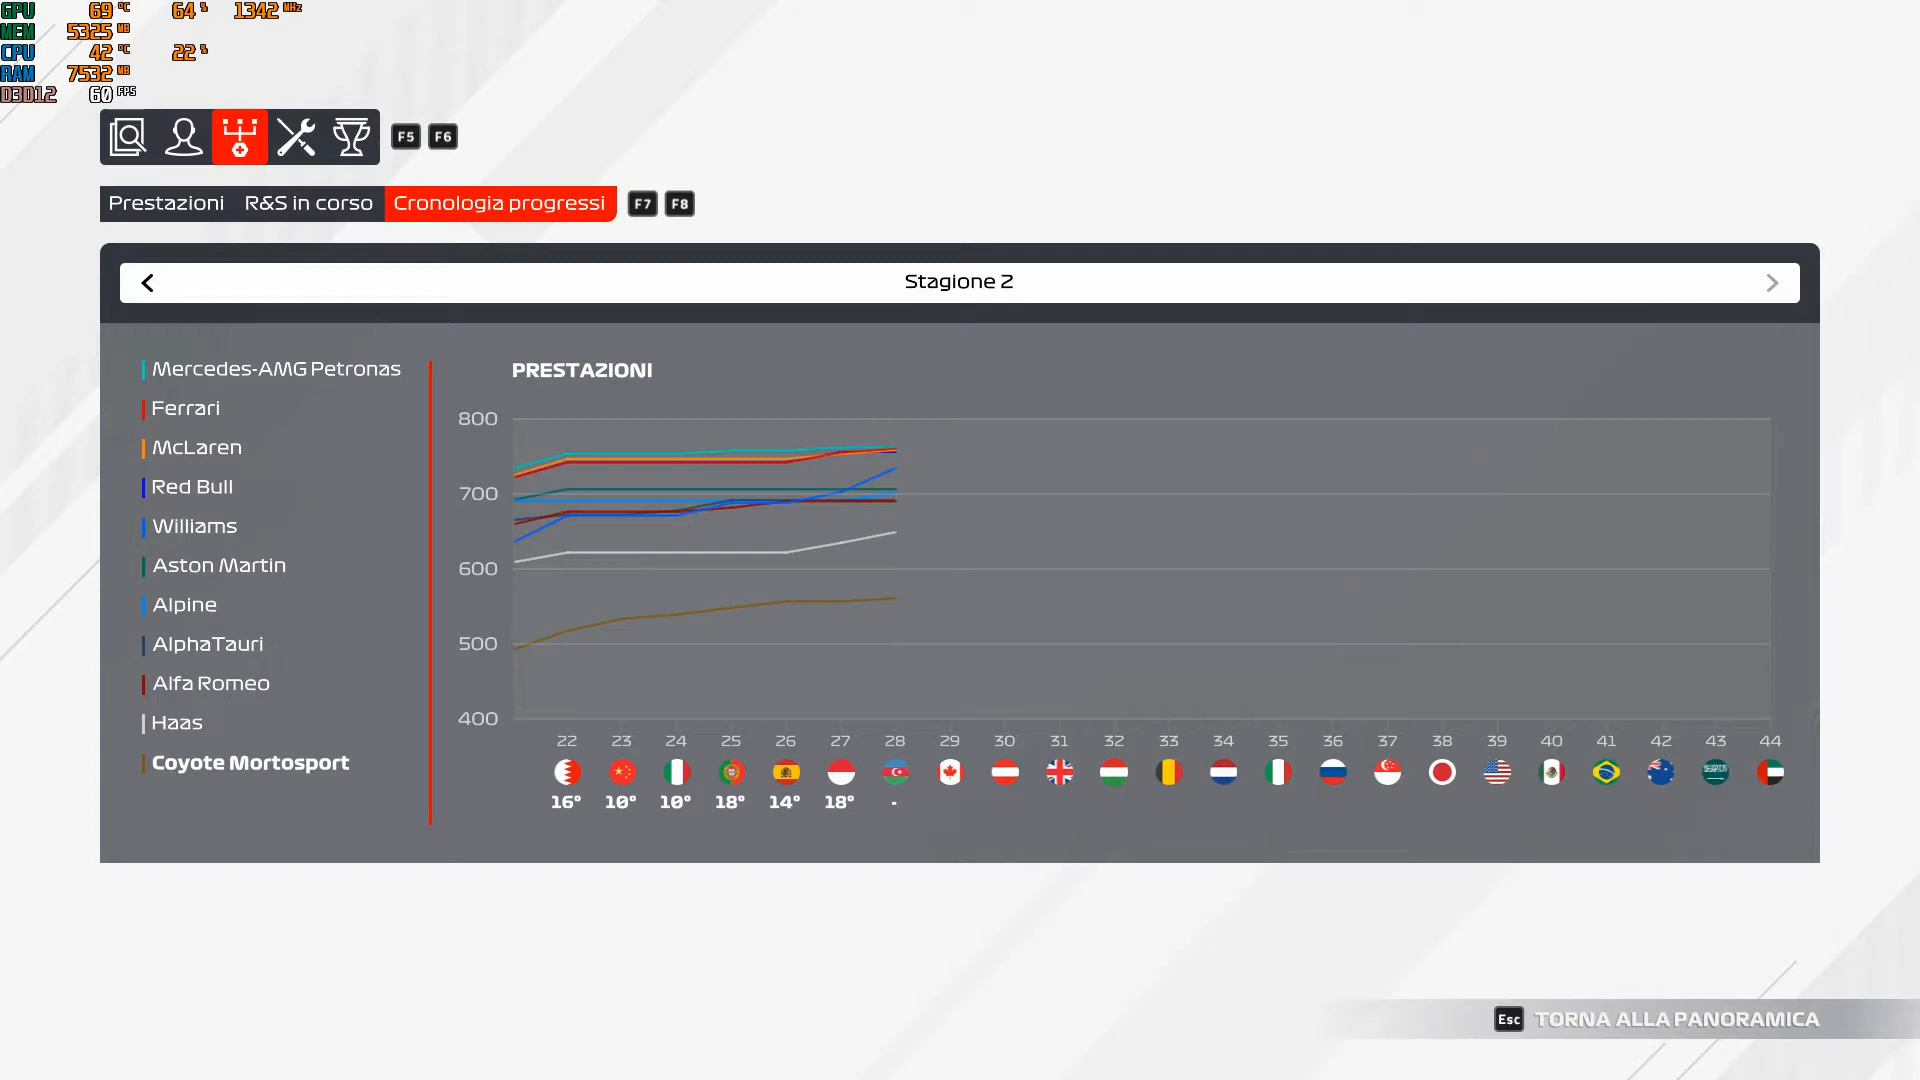 GPU 69 °C 64 % 1342 MHz
MEM 5325 MB
CPU 42 °C 22 %
RAM 7532 MB
D3D12 60 FPS
F5 F6
Prestazioni R&S in corso Cronologia progressi F7 F8
Stagione 2
Mercedes-AMG Petronas
Ferrari
McLaren
Red Bull
Williams
Aston Martin
Alpine
AlphaTauri
Alfa Romeo
Haas
Coyote Mortosport
PRESTAZIONI
800
700
600
500
400
22 23 24 25 26 27 28 29 30 31 32 33 34 35 36 37 38 39 40 41 42 43 44
16° 10° 10° 18° 14° 18° -
Esc TORNA ALLA PANORAMICA